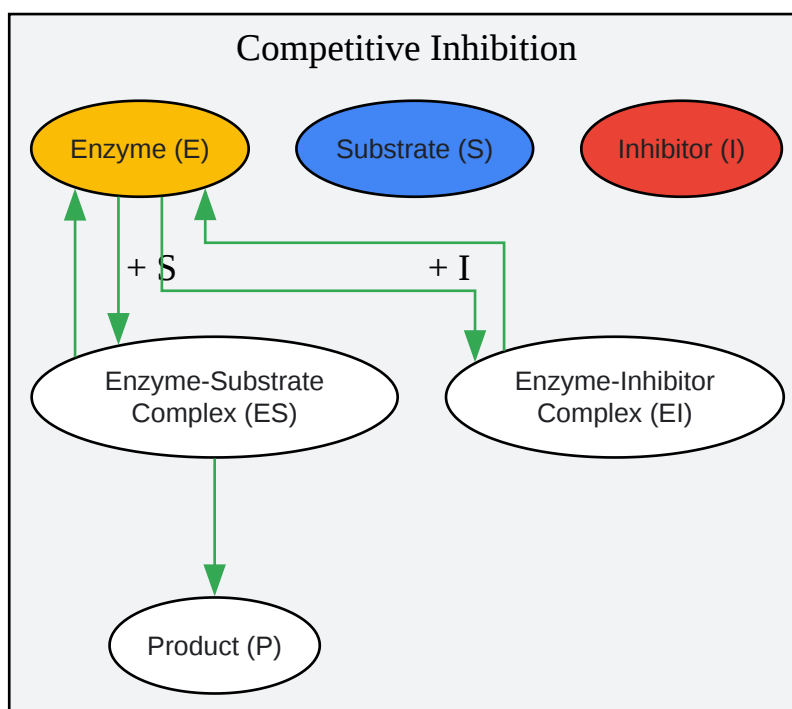 Competitive Inhibition
Enzyme (E)
Substrate (S)
Inhibitor (I)
+ S
+ I
Enzyme-Substrate
Complex (ES)
Enzyme-Inhibitor
Complex (EI)
Product (P)